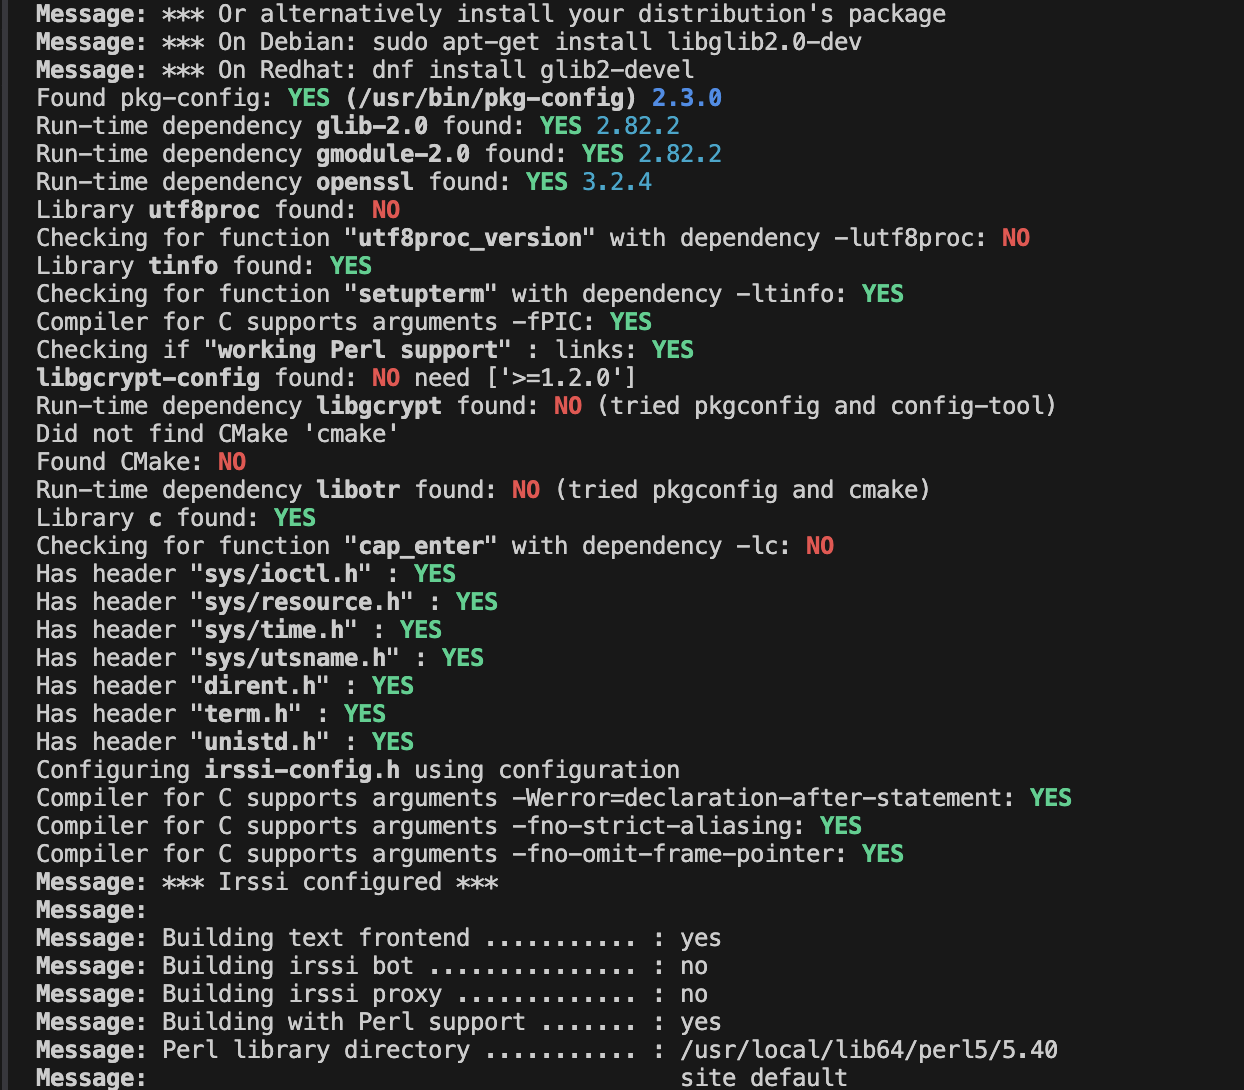 Message: *** Or alternatively install your distribution's package
Message: *** On Debian: sudo apt-get install libglib2.0-dev
Message: *** On Redhat: dnf install glib2-devel
Found pkg-config: YES (/usr/bin/pkg-config) 2.3.0
Run-time dependency glib-2.0 found: YES 2.82.2
Run-time dependency gmodule-2.0 found: YES 2.82.2
Run-time dependency openssl found: YES 3.2.4
Library utf8proc found: NO
Checking for function "utf8proc_version" with dependency -lutf8proc: NO
Library tinfo found: YES
Checking for function "setupterm" with dependency -ltinfo: YES
Compiler for C supports arguments -fPIC: YES
Checking if "working Perl support" : links: YES
libgcrypt-config found: NO need ['>=1.2.0']
Run-time dependency libgcrypt found: NO (tried pkgconfig and config-tool)
Did not find CMake 'cmake'
Found CMake: NO
Run-time dependency libotr found: NO (tried pkgconfig and cmake)
Library c found: YES
Checking for function "cap_enter" with dependency -lc: NO
Has header "sys/ioctl.h" : YES
Has header "sys/resource.h" : YES
Has header "sys/time.h" : YES
Has header "sys/utsname.h" : YES
Has header "dirent.h" : YES
Has header "term.h" : YES
Has header "unistd.h" : YES
Configuring irssi-config.h using configuration
Compiler for C supports arguments -Werror=declaration-after-statement: YES
Compiler for C supports arguments -fno-strict-aliasing: YES
Compiler for C supports arguments -fno-omit-frame-pointer: YES
Message: *** Irssi configured ***
Message:
Message: Building text frontend ........... : yes
Message: Building irssi bot ............... : no
Message: Building irssi proxy ............. : no
Message: Building with Perl support ....... : yes
Message: Perl library directory ........... : /usr/local/lib64/perl5/5.40
Message:                                      site default